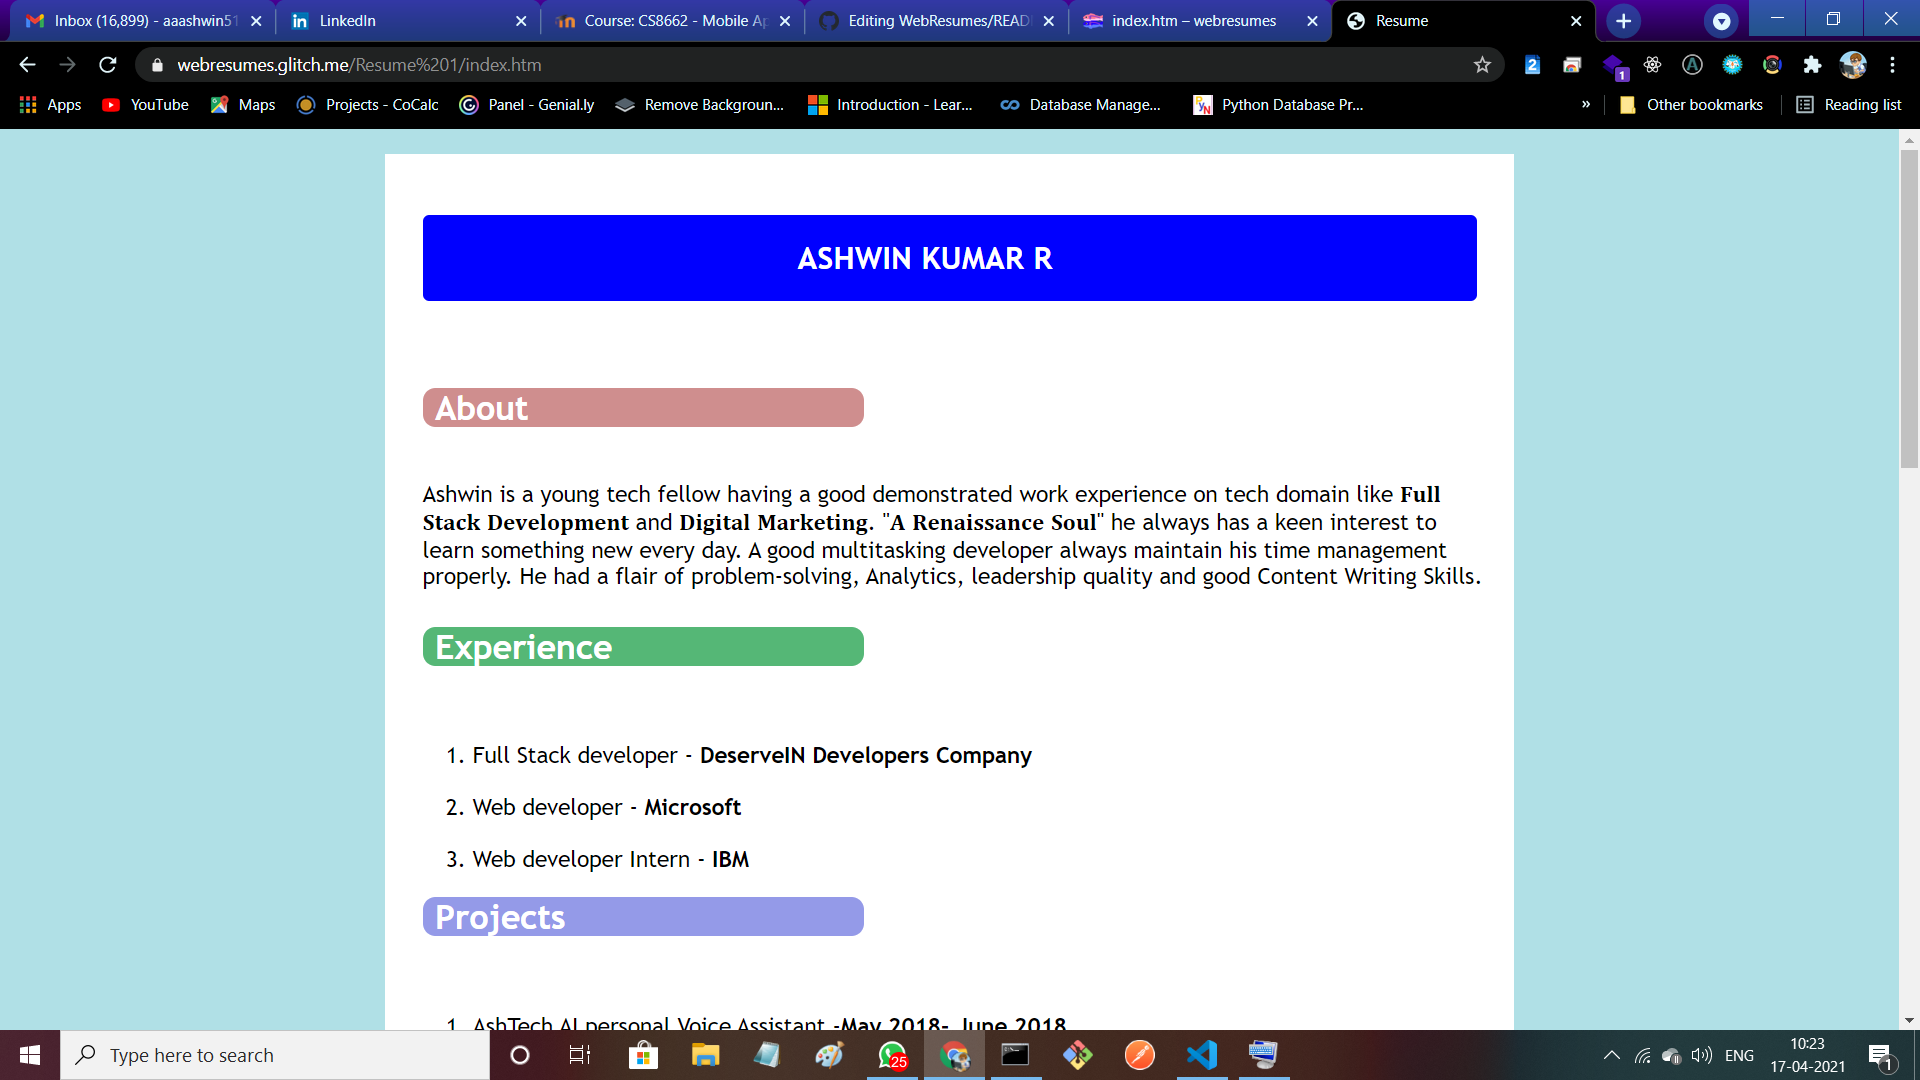 Inbox (16,899) - aaashwin51
LinkedIn
Course: CS8662 - Mobile Ap
Editing WebResumes/READ
index.htm – webresumes
Resume
webresumes.glitch.me/Resume%201/index.htm
2
1
Apps
YouTube
Maps
Projects - CoCalc
Panel - Genial.ly
Remove Backgroun...
Introduction - Lear...
Database Manage...
Python Database Pr...
»
Other bookmarks
Reading list
ASHWIN KUMAR R
About
Ashwin is a young tech fellow having a good demonstrated work experience on tech domain like Full
Stack Development and Digital Marketing. "A Renaissance Soul" he always has a keen interest to
learn something new every day. A good multitasking developer always maintain his time management
properly. He had a flair of problem-solving, Analytics, leadership quality and good Content Writing Skills.
Experience
1. Full Stack developer - DeserveIN Developers Company
2. Web developer - Microsoft
3. Web developer Intern - IBM
Projects
1. AshTech AI personal Voice Assistant -May 2018- June 2018
Type here to search
25
ENG
10:23
17-04-2021
1